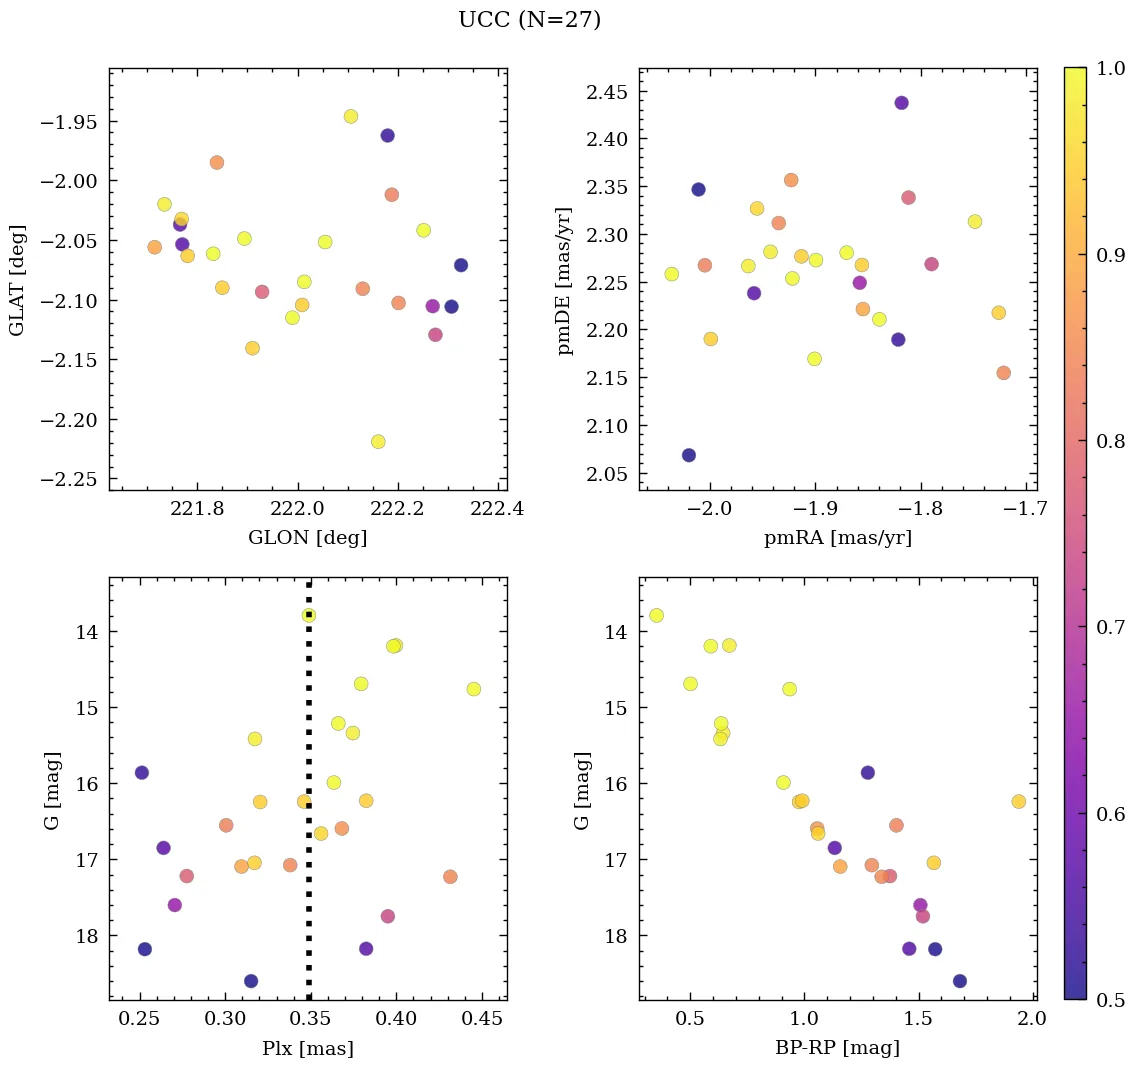 UCC (N=27)
−1.95
−2.00
−2.05
−2.10
−2.15
−2.20
−2.25
GLAT [deg]
221.8 222.0 222.2 222.4
GLON [deg]
2.45
2.40
2.35
2.30
2.25
2.20
2.15
2.10
2.05
pmDE [mas/yr]
−2.0 −1.9 −1.8 −1.7
pmRA [mas/yr]
14
15
16
17
18
G [mag]
0.25 0.30 0.35 0.40 0.45
Plx [mas]
14
15
16
17
18
G [mag]
0.5 1.0 1.5 2.0
BP-RP [mag]
1.0
0.9
0.8
0.7
0.6
0.5